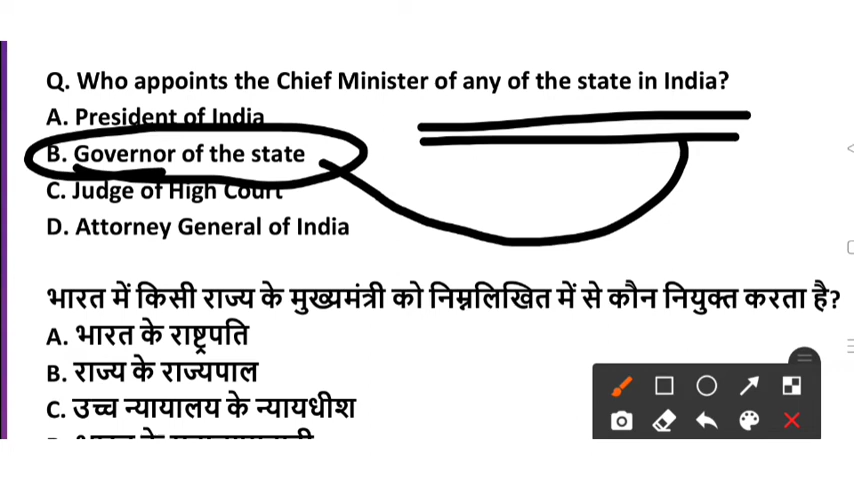 Q. Who appoints the Chief Minister of any of the state in India?
A. President of India
B. Governor of the state
C. Judge of High Court
D. Attorney General of India
भारत में किसी राज्य के मुख्यमंत्री को निम्नलिखित में से कौन नियुक्त करता है?
A. भारत के राष्ट्रपति
B. राज्य के राज्यपाल
C. उच्च न्यायालय के न्यायधीश